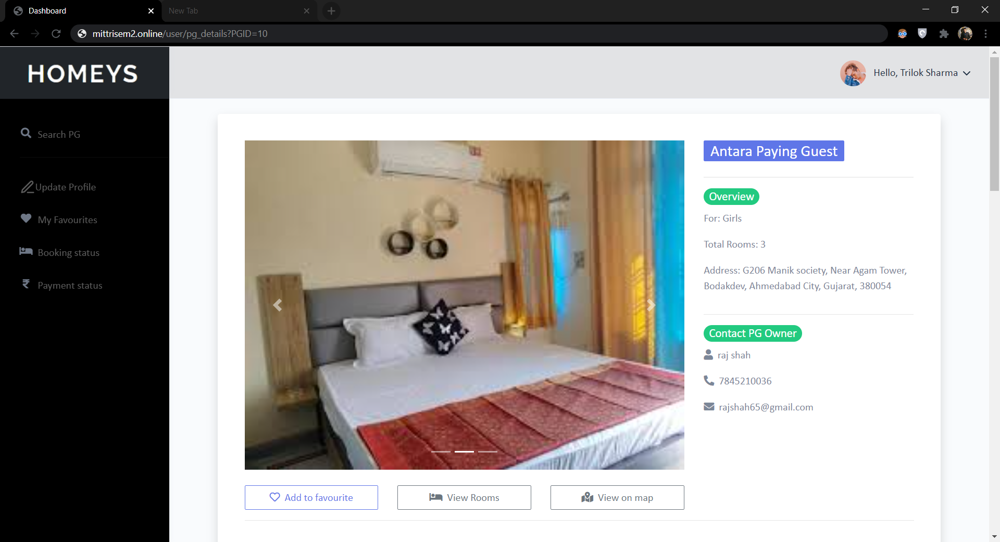 Dashboard
New Tab
mittrisem2.online/user/pg_details?PGID=10
HOMEYS
Hello, Trilok Sharma
Search PG
Update Profile
My Favourites
Booking status
Payment status
Antara Paying Guest
Overview
For: Girls
Total Rooms: 3
Address: G206 Manik society, Near Agam Tower,
Bodakdev, Ahmedabad City, Gujarat, 380054
Contact PG Owner
raj shah
7845210036
rajshah65@gmail.com
Add to favourite
View Rooms
View on map